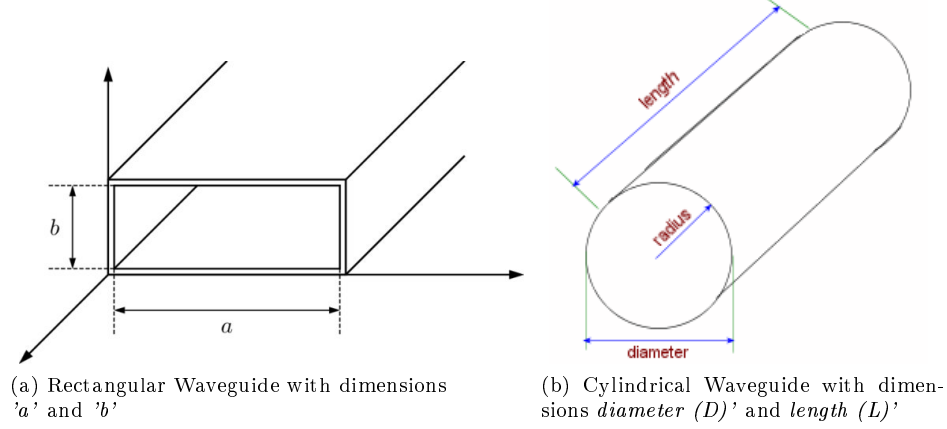 length
radius
b
a
diameter
(a) Rectangular Waveguide with dimensions
'a' and 'b'
(b) Cylindrical Waveguide with dimen-
sions diameter (D)' and length (L)'